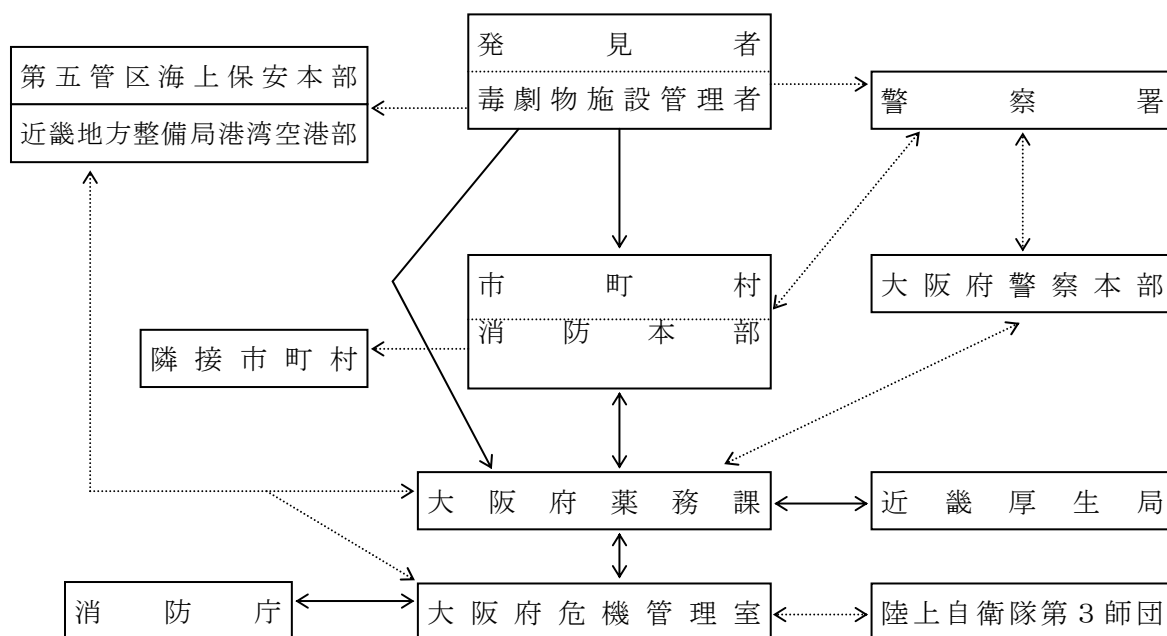 発見者
毒劇物施設管理者
第五管区海上保安本部
近畿地方整備局港湾空港部
警察署
市町村
消防本部
大阪府警察本部
隣接市町村
大阪府薬務課
近畿厚生局
消防庁
大阪府危機管理室
陸上自衛隊第３師団